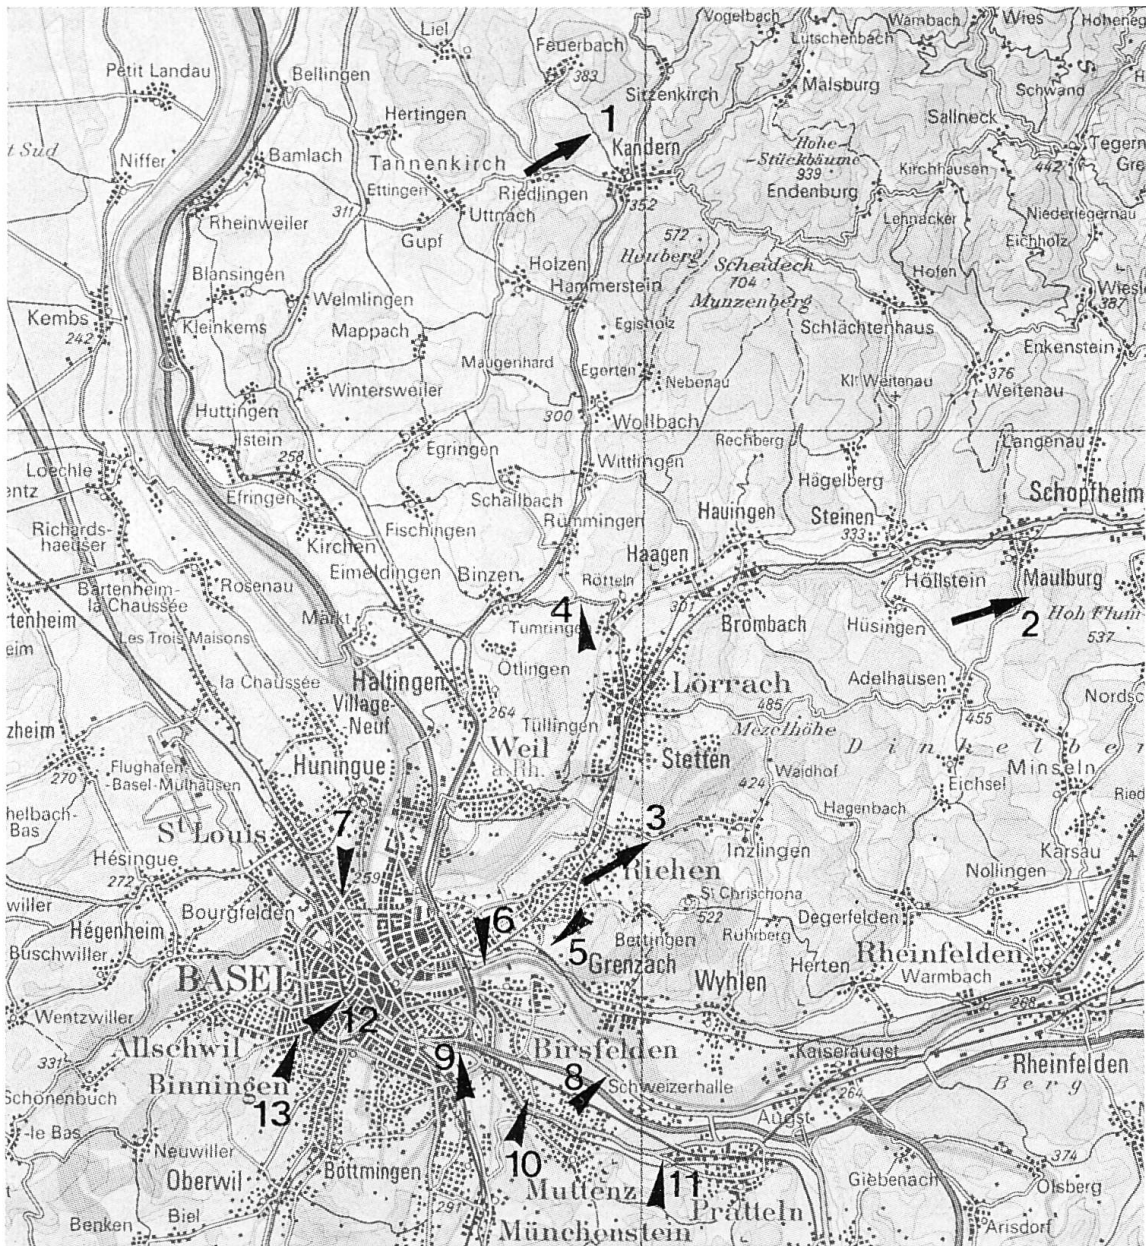 Liel
Feuerbach
383
Vogelbach
Lütschenbach
Wambach
Wies
Petit Landau
Bellingen
Sitzenkirch
Malsburg
Schwand
Hertingen
1
Sallneck
Niffer
Bamlach
Tannenkirch
Kandern
Hohe
-Stückbäume
939
Kirchhausen
442
Ettingen
Riedlingen
Endenburg
Rheinweiler
311
Uttnach
352
Lehnacker
Niederlegernau
Gupf
572
Eichholz
Blansingen
Holzen
Houberg
Scheideck
704
Hofen
Welmlingen
Hammerstein
Munzenberg
387
Kembs
242
Kleinkems
Mappach
Egisholz
Schlächtenhaus
Enkenstein
Maugenhard
Egerten
Nebenau
Klt Weitenau
376
Weitenau
Wintersweiler
Huttingen
300
Wollbach
Istein
258
Egringen
Rechberg
Langenau
Loechle
Wittlingen
Hägelberg
Efringen
Schallbach
Schopfheim
Richards-
haeuser
Fischingen
Rümmingen
Hauingen
Steinen
333
Kirchen
Haagen
Rosenau
Eimeldingen
Binzen
Rötteln
Höllstein
Maulburg
Bartenheim-
la Chaussée
301
Hoh Flum
537
4
2
Märkt
Tumringen
Brombach
Hüsingen
Les Trois Maisons
Ötlingen
Adelhausen
la Chaussée
Haltingen
Lörrach
485
455
Village-
Neuf
264
Tüllingen
Mezelhöhe
Dinkelber
270
Flughafen
-Basel-Mulhausen
Huningue
Weil
a. Rh.
Stetten
424
Waidhof
Eichsel
Minseln
St Louis
7
3
Hagenbach
Hésingue
272
259
Riehen
Inzlingen
Karsau
Nollingen
Bourgfelden
6
St Chrischona
522
Degerfelden
Hégenheim
5
Bettingen
Ruhrberg
Buschwiller
Grenzach
Wyhlen
Herten
Rheinfelden
BASEL
Warmbach
268
Wentzwiller
12
Allschwil
9
Birsfelden
Kaiseraugst
Rheinfelden
331
Binningen
8
Schweizerhalle
264
Berg
Schönenbuch
13
Augst
-le Bas
Neuwiller
10
11
374
Oberwil
Bottmingen
Muttenz
Pratteln
Giebenach
Olsberg
Benken
Biel
291
Münchenstein
Arisdorf